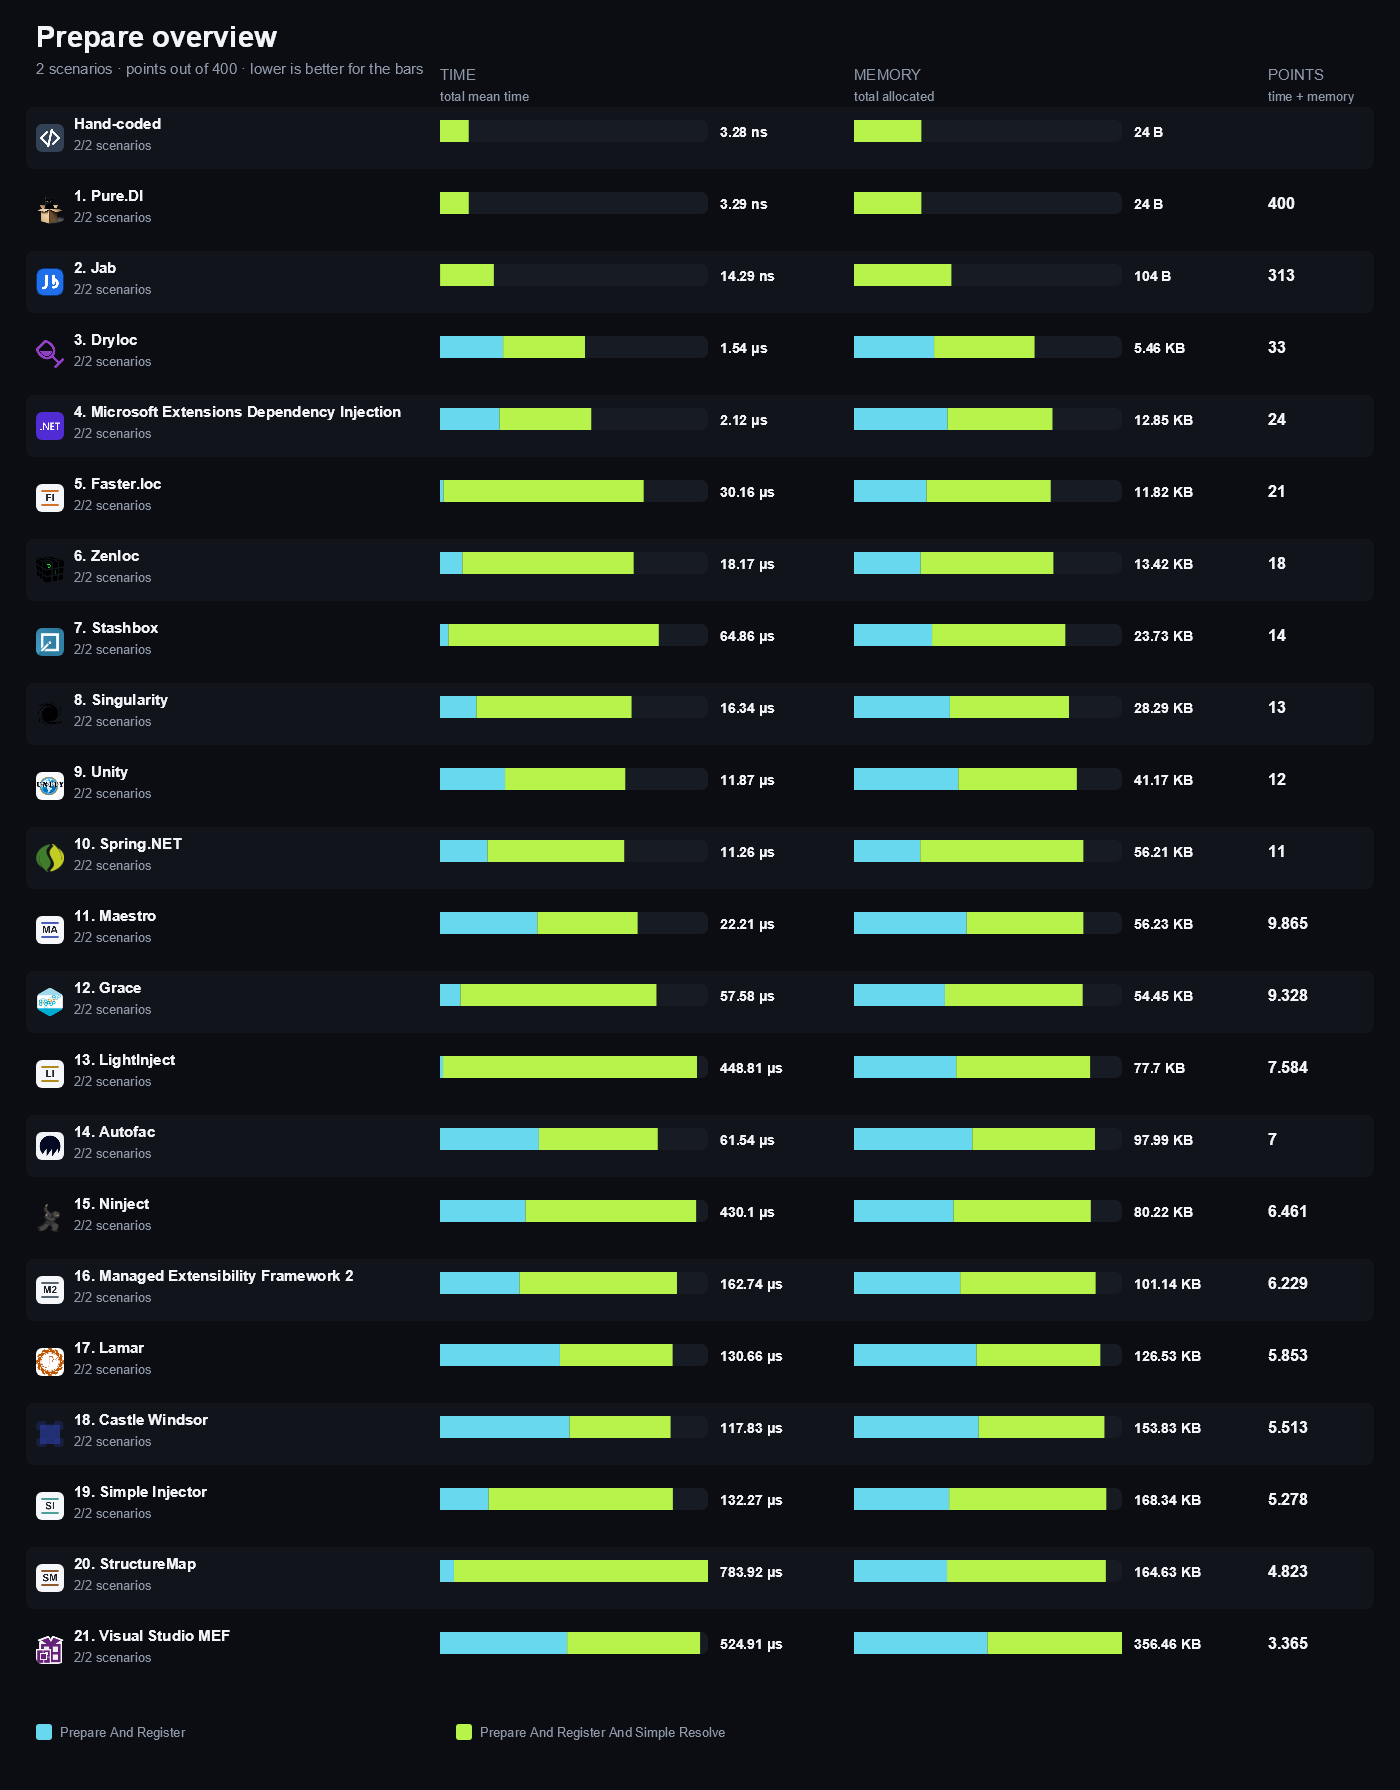 Prepare overview
2 scenarios · points out of 400 · lower is better for the bars
TIME
total mean time
MEMORY
total allocated
POINTS
time + memory
Hand-coded
2/2 scenarios
3.28 ns
24 B
1. Pure.DI
2/2 scenarios
3.29 ns
24 B
400
Jb
2. Jab
2/2 scenarios
14.29 ns
104 B
313
3. DryIoc
2/2 scenarios
1.54 µs
5.46 KB
33
.NET
4. Microsoft Extensions Dependency Injection
2/2 scenarios
2.12 µs
12.85 KB
24
FI
5. Faster.Ioc
2/2 scenarios
30.16 µs
11.82 KB
21
6. ZenIoc
2/2 scenarios
18.17 µs
13.42 KB
18
7. Stashbox
2/2 scenarios
64.86 µs
23.73 KB
14
8. Singularity
2/2 scenarios
16.34 µs
28.29 KB
13
9. Unity
2/2 scenarios
11.87 µs
41.17 KB
12
10. Spring.NET
2/2 scenarios
11.26 µs
56.21 KB
11
MA
11. Maestro
2/2 scenarios
22.21 µs
56.23 KB
9.865
12. Grace
2/2 scenarios
57.58 µs
54.45 KB
9.328
LI
13. LightInject
2/2 scenarios
448.81 µs
77.7 KB
7.584
14. Autofac
2/2 scenarios
61.54 µs
97.99 KB
7
15. Ninject
2/2 scenarios
430.1 µs
80.22 KB
6.461
M2
16. Managed Extensibility Framework 2
2/2 scenarios
162.74 µs
101.14 KB
6.229
17. Lamar
2/2 scenarios
130.66 µs
126.53 KB
5.853
18. Castle Windsor
2/2 scenarios
117.83 µs
153.83 KB
5.513
SI
19. Simple Injector
2/2 scenarios
132.27 µs
168.34 KB
5.278
SM
20. StructureMap
2/2 scenarios
783.92 µs
164.63 KB
4.823
21. Visual Studio MEF
2/2 scenarios
524.91 µs
356.46 KB
3.365
Prepare And Register
Prepare And Register And Simple Resolve